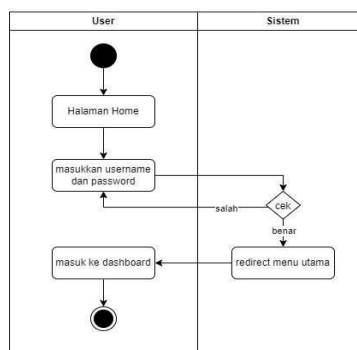 User
Sistem
Halaman Home
masukkan username
dan password
cek
salah
benar
masuk ke dashboard
redirect menu utama